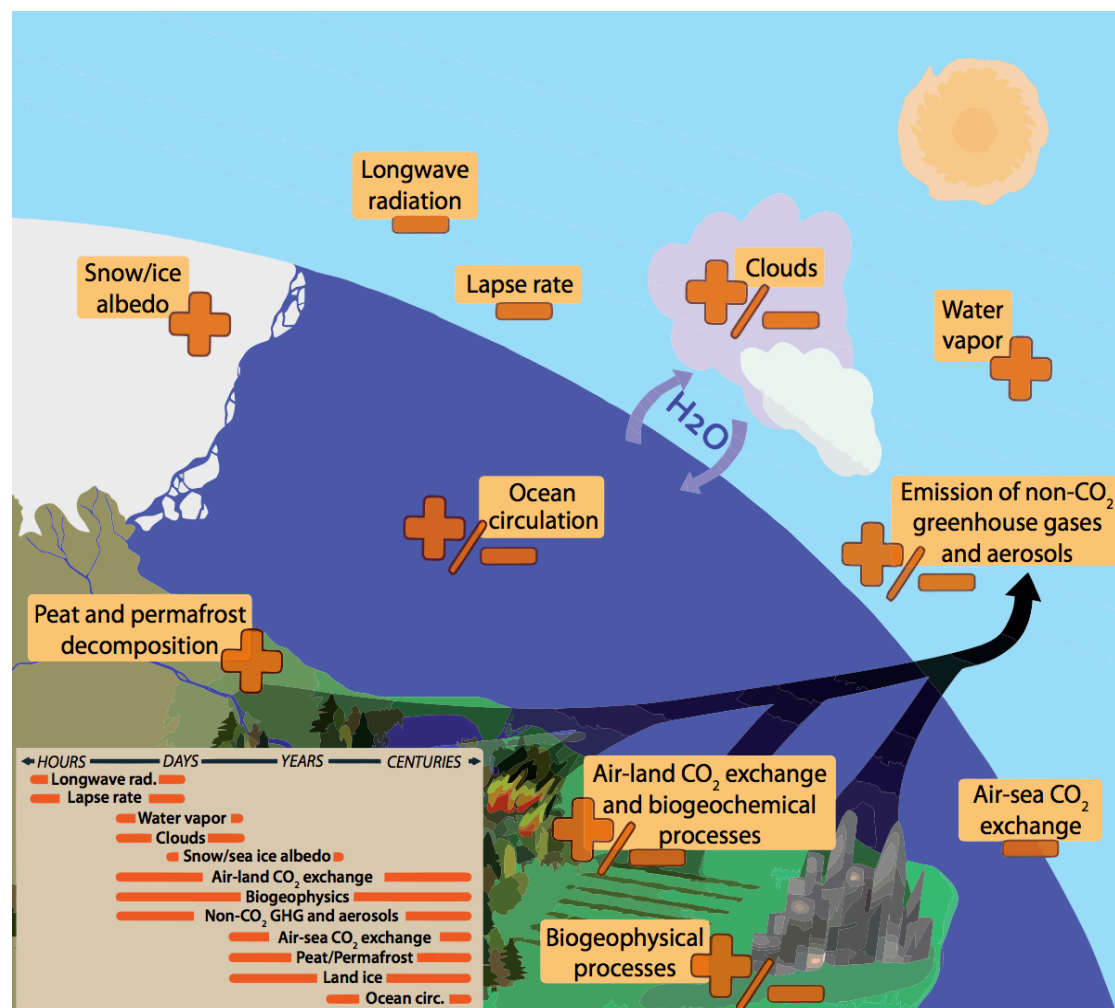 Longwave
radiation
Snow/ice
albedo
Lapse rate
Clouds
Water
vapor
H2O
Ocean
circulation
Emission of non-CO₂
greenhouse gases
and aerosols
Peat and permafrost
decomposition
Air-land CO₂ exchange
and biogeochemical
processes
Air-sea CO₂
exchange
Biogeophysical
processes
HOURS DAYS YEARS CENTURIES
Longwave rad.
Lapse rate
Water vapor
Clouds
Snow/sea ice albedo
Air-land CO₂ exchange
Biogeophysics
Non-CO₂ GHG and aerosols
Air-sea CO₂ exchange
Peat/Permafrost
Land ice
Ocean circ.